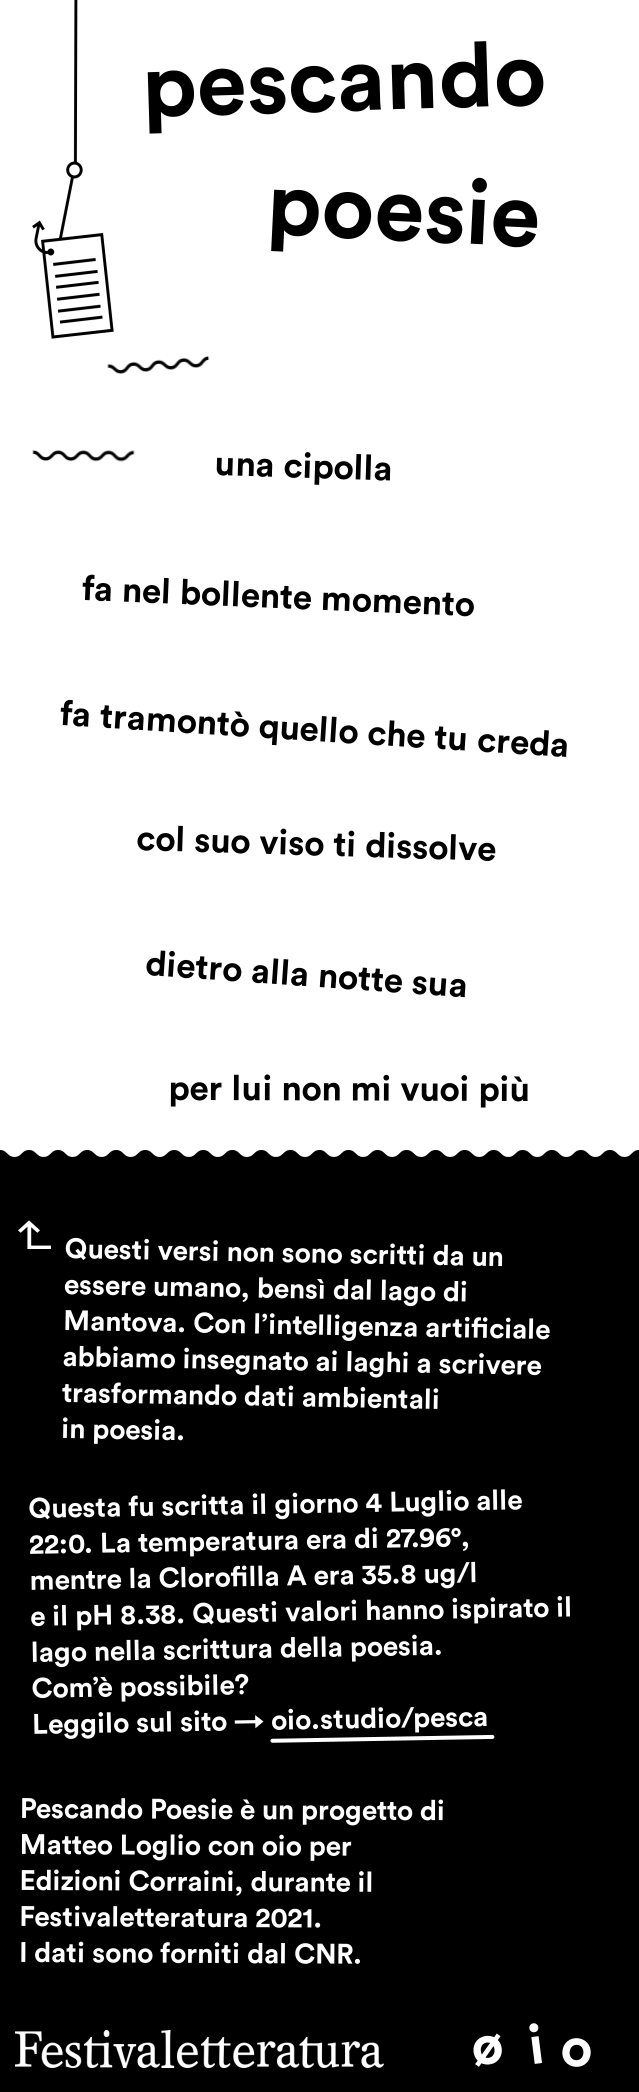 pescando
poesie
una cipolla
fa nel bollente momento
fa tramontò quello che tu creda
col suo viso ti dissolve
dietro alla notte sua
per lui non mi vuoi più
Questi versi non sono scritti da un
essere umano, bensì dal lago di
Mantova. Con l’intelligenza artificiale
abbiamo insegnato ai laghi a scrivere
trasformando dati ambientali
in poesia.
Questa fu scritta il giorno 4 Luglio alle
22:0. La temperatura era di 27.96°,
mentre la Clorofilla A era 35.8 ug/l
e il pH 8.38. Questi valori hanno ispirato il
lago nella scrittura della poesia.
Com’è possibile?
Leggilo sul sito → oio.studio/pesca
Pescando Poesie è un progetto di
Matteo Loglio con oio per
Edizioni Corraini, durante il
Festivaletteratura 2021.
I dati sono forniti dal CNR.
Festivaletteratura ø i o